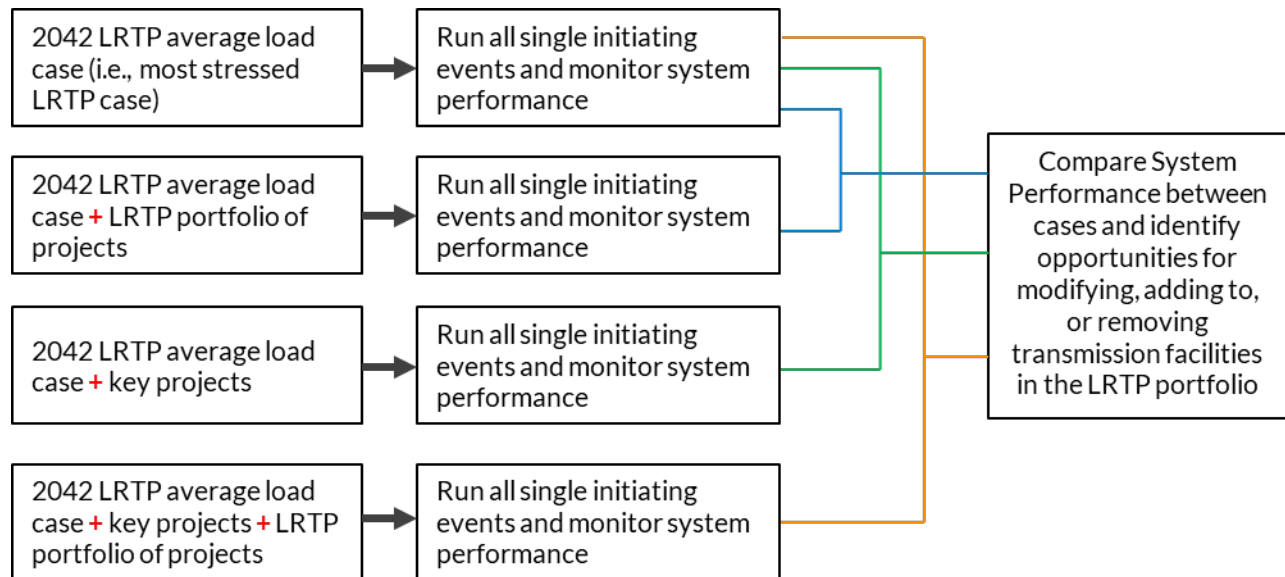 2042 LRTP average load
case (i.e., most stressed
LRTP case)
Run all single initiating
events and monitor system
performance
2042 LRTP average load
case + LRTP portfolio of
projects
Run all single initiating
events and monitor system
performance
2042 LRTP average load
case + key projects
Run all single initiating
events and monitor system
performance
2042 LRTP average load
case + key projects + LRTP
portfolio of projects
Run all single initiating
events and monitor system
performance
Compare System
Performance between
cases and identify
opportunities for
modifying, adding to,
or removing
transmission facilities
in the LRTP portfolio